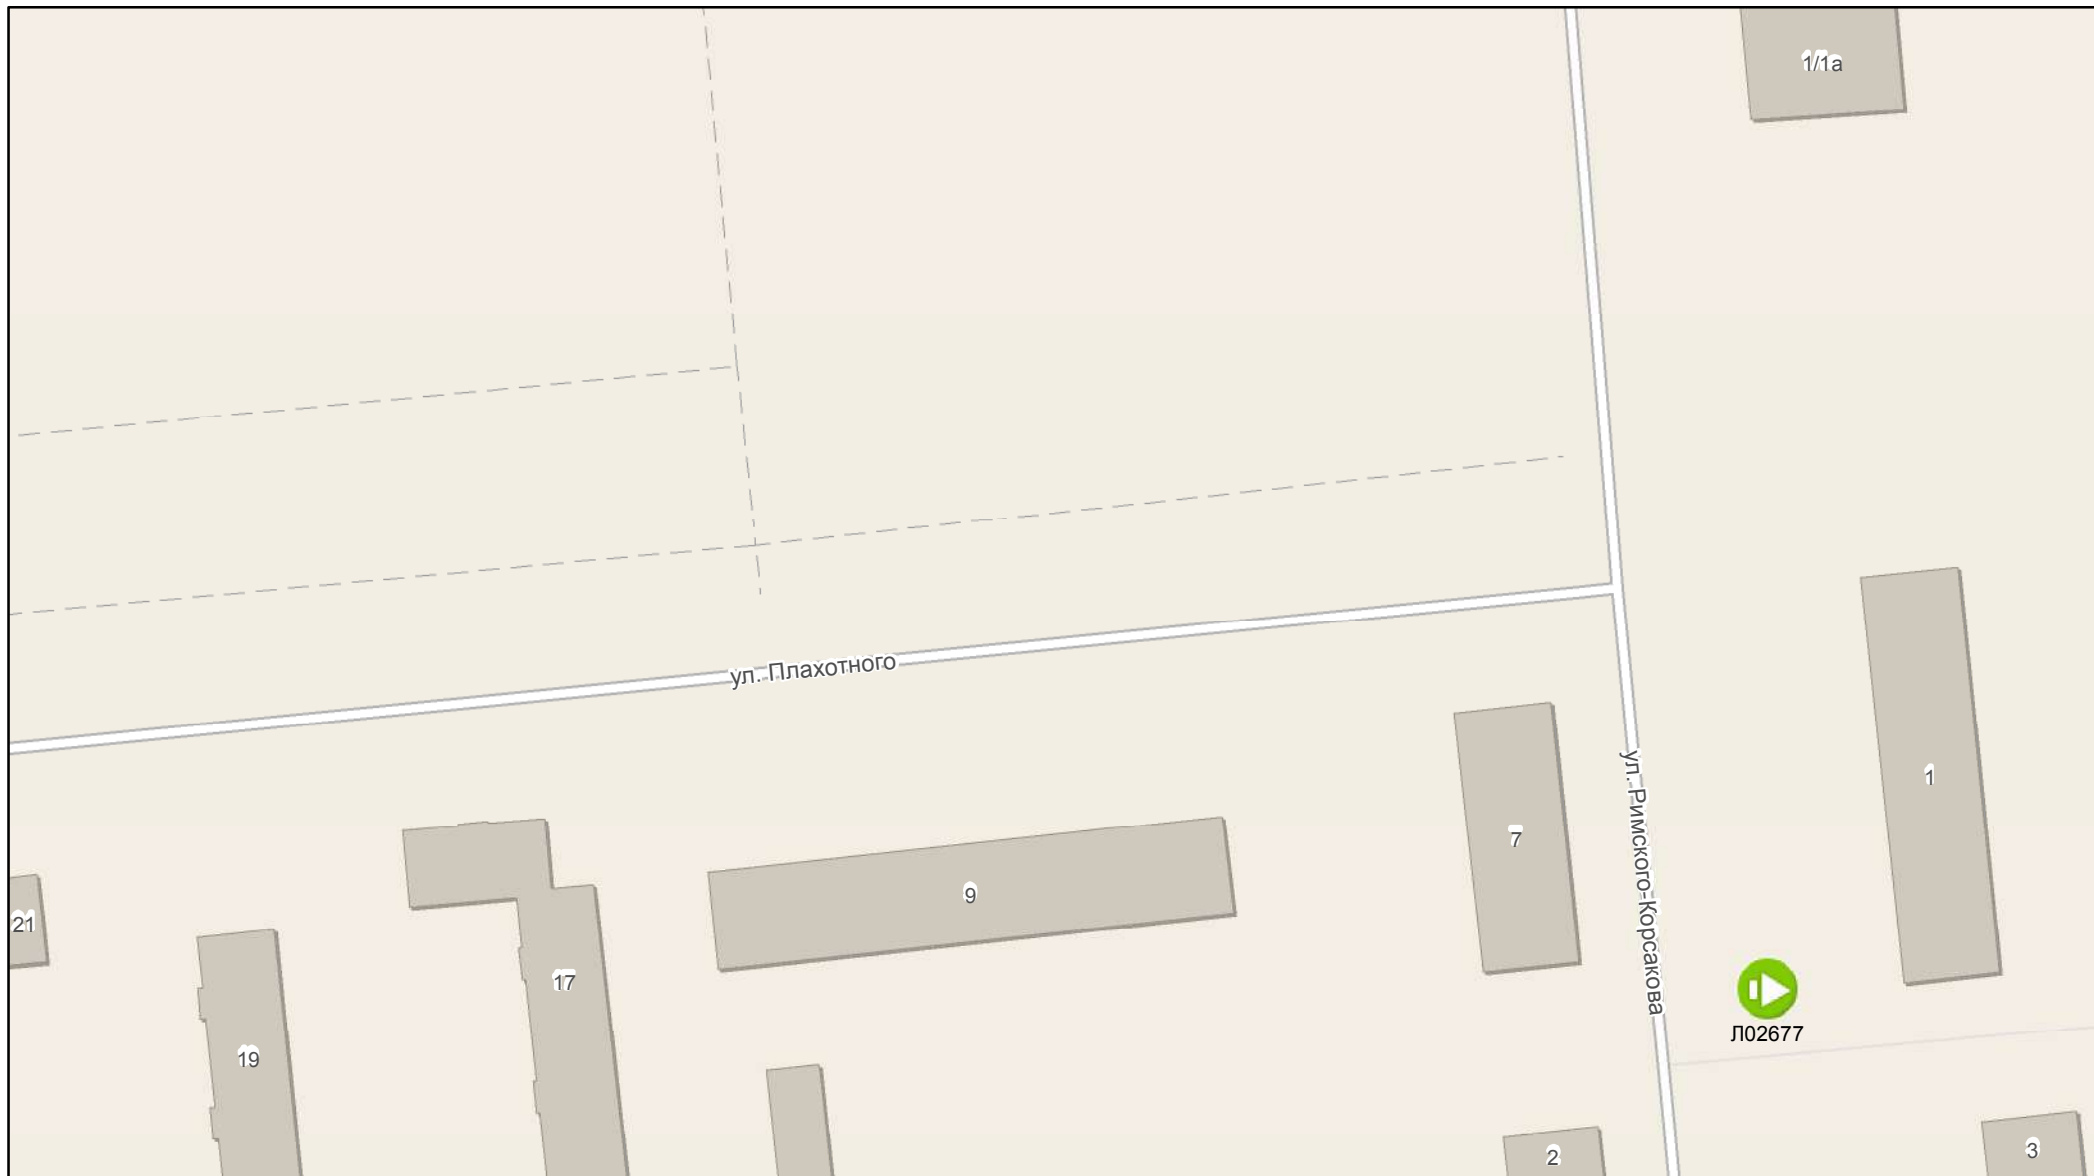 1/1а
ул. Плахотного
ул. Римского-Корсакова
1
7
9
21
17
Л02677
19
2
3